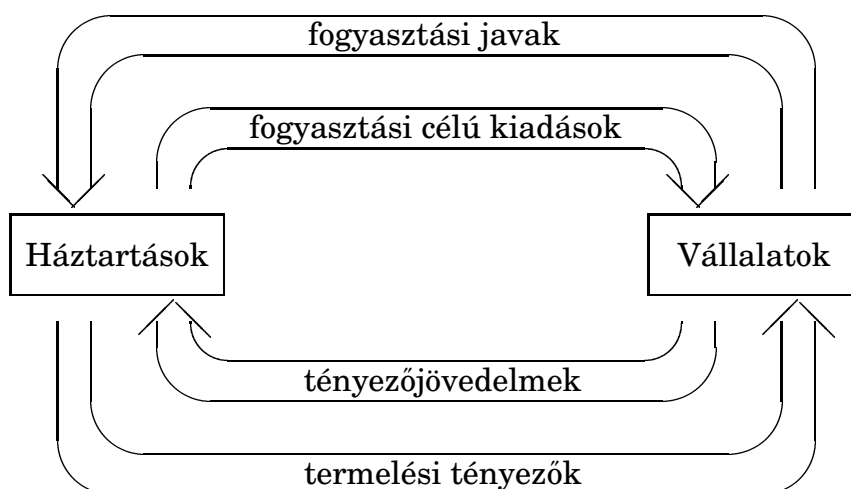 fogyasztási javak
fogyasztási célú kiadások
Háztartások
Vállalatok
tényezőjövedelmek
termelési tényezők